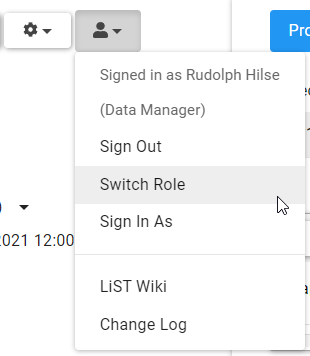 Pro
Signed in as Rudolph Hilse
(Data Manager)
Sign Out
Switch Role
Sign In As
2021 12:00
LiST Wiki
Change Log